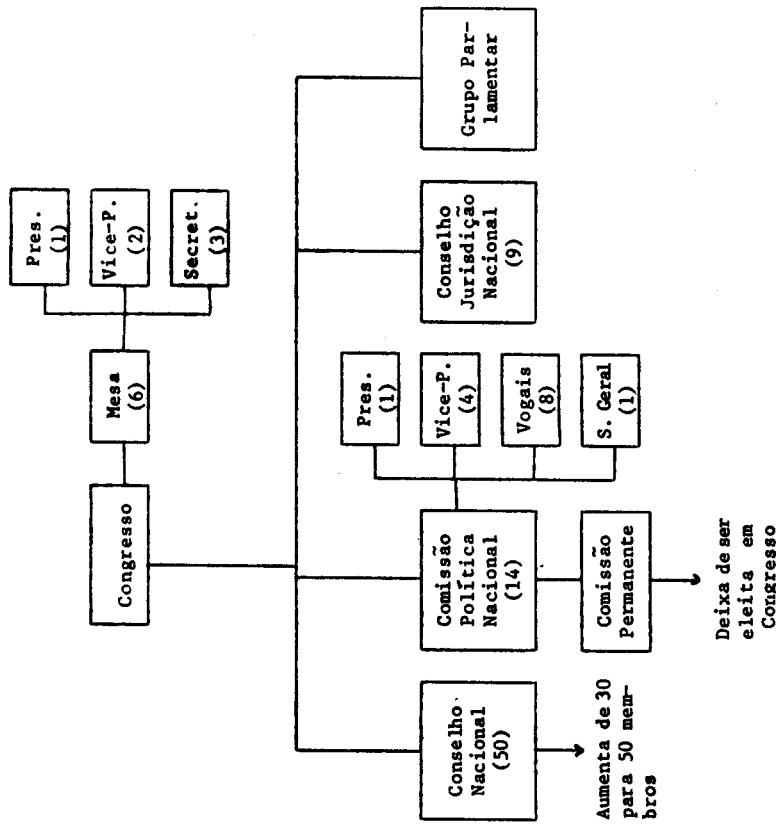 Congresso
Mesa
(6)
Pres.
(1)
Vice-P.
(2)
Secret.
(3)
Conselho
Nacional
(50)
Aumenta de 30
para 50 mem-
bros
Comissão
Política
Nacional
(14)
Pres.
(1)
Vice-P.
(4)
Vogais
(8)
S. Geral
(1)
Comissão
Permanente
Deixa de ser
eleita em
Congresso
Conselho
Jurisdição
Nacional
(9)
Grupo Par-
lamentar